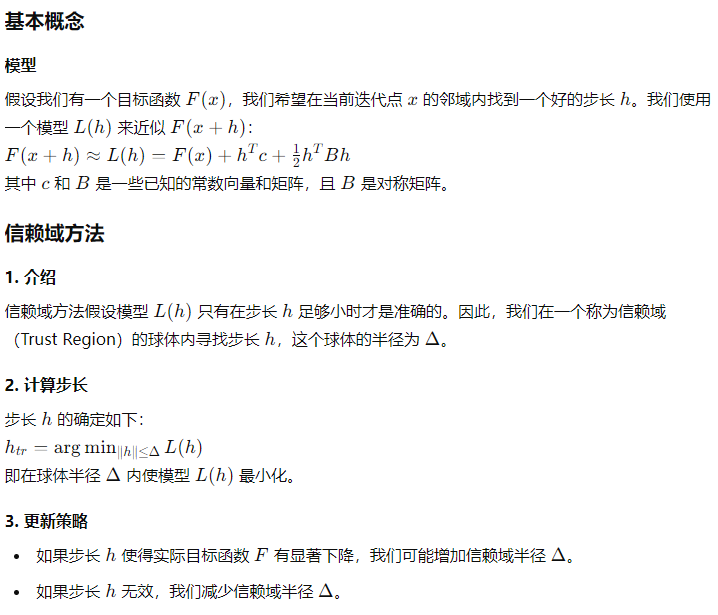 基本概念
模型
假设我们有一个目标函数 F(x)，我们希望在当前迭代点 x 的邻域内找到一个好的步长 h。我们使用
一个模型 L(h) 来近似 F(x + h)：
F(x + h) ≈ L(h) = F(x) + h^T c + \frac{1}{2} h^T Bh
其中 c 和 B 是一些已知的常数向量和矩阵，且 B 是对称矩阵。
信赖域方法
1. 介绍
信赖域方法假设模型 L(h) 只有在步长 h 足够小时才是准确的。因此，我们在一个称为信赖域
（Trust Region）的球体内寻找步长 h，这个球体的半径为 Δ。
2. 计算步长
步长 h 的确定如下：
h_{tr} = arg min_{‖h‖≤Δ} L(h)
即在球体半径 Δ 内使模型 L(h) 最小化。
3. 更新策略
• 如果步长 h 使得实际目标函数 F 有显著下降，我们可能增加信赖域半径 Δ。
• 如果步长 h 无效，我们减少信赖域半径 Δ。